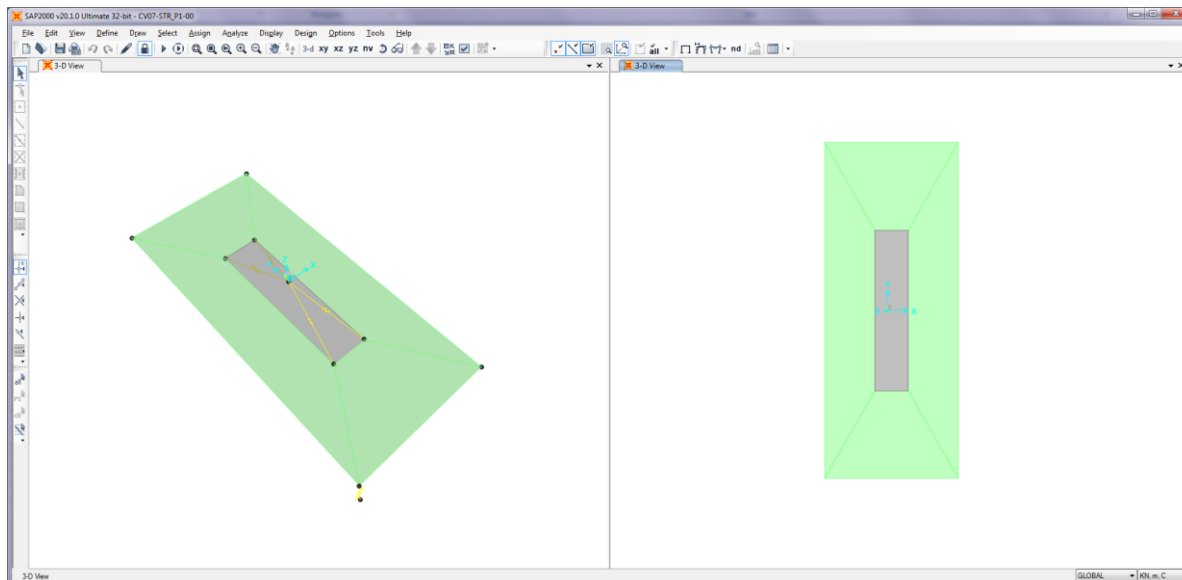 SAP2000 v20.1.0 Ultimate 32-bit - CV07-STR_P1-00
File Edit View Define Draw Select Assign Analyze Display Design Options Tools Help
3-d xy xz yz nv all nd
3-D View
3-D View
Z X
Y X
3-D View
GLOBAL KN, m, C